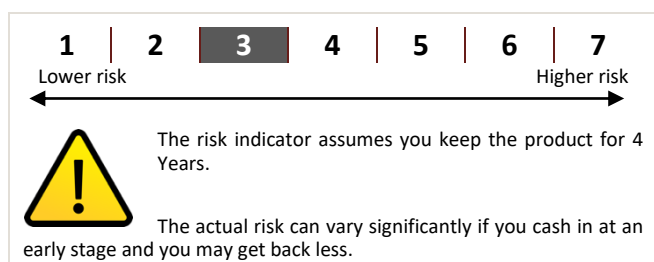 1 2 3 4 5 6 7
Lower risk Higher risk
The risk indicator assumes you keep the product for 4
Years.
The actual risk can vary significantly if you cash in at an
early stage and you may get back less.